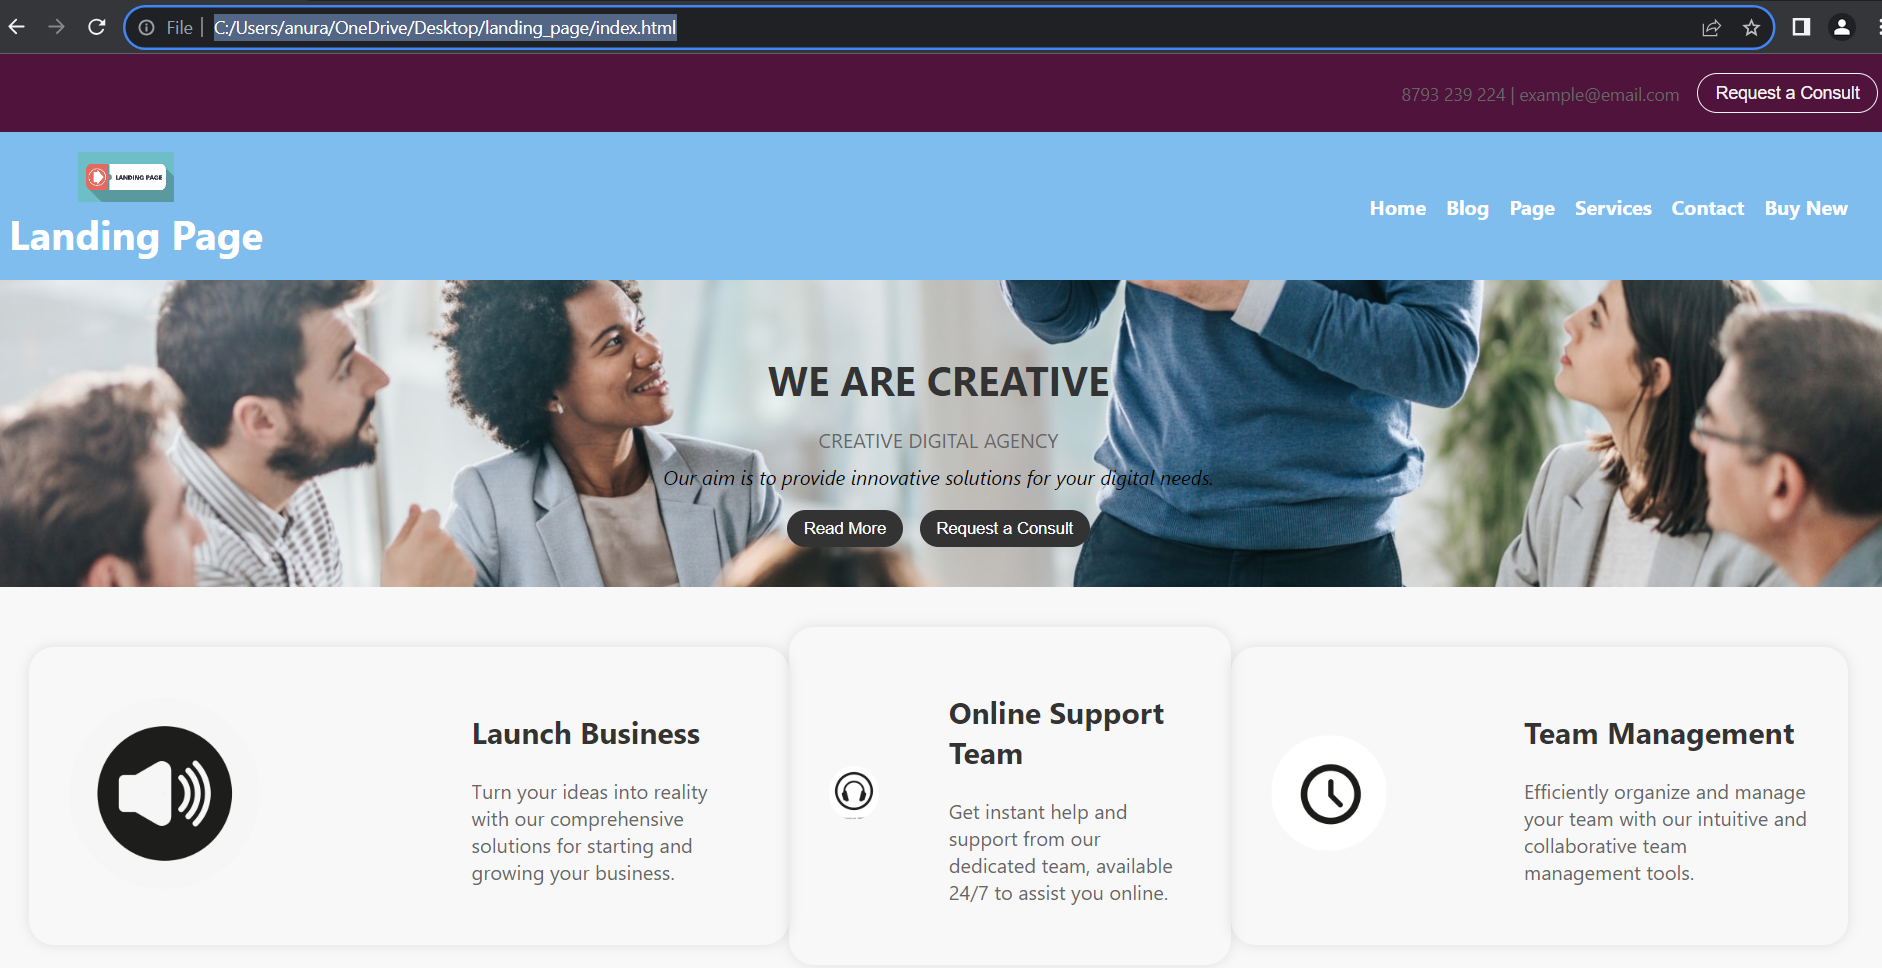 File | C:/Users/anura/OneDrive/Desktop/landing_page/index.html
8793 239 224 | example@email.com
Request a Consult
LANDING PAGE
Landing Page
Home Blog Page Services Contact Buy New
WE ARE CREATIVE
CREATIVE DIGITAL AGENCY
Our aim is to provide innovative solutions for your digital needs.
Read More
Request a Consult
Launch Business
Turn your ideas into reality
with our comprehensive
solutions for starting and
growing your business.
Online Support
Team
Get instant help and
support from our
dedicated team, available
24/7 to assist you online.
Team Management
Efficiently organize and manage
your team with our intuitive and
collaborative team
management tools.